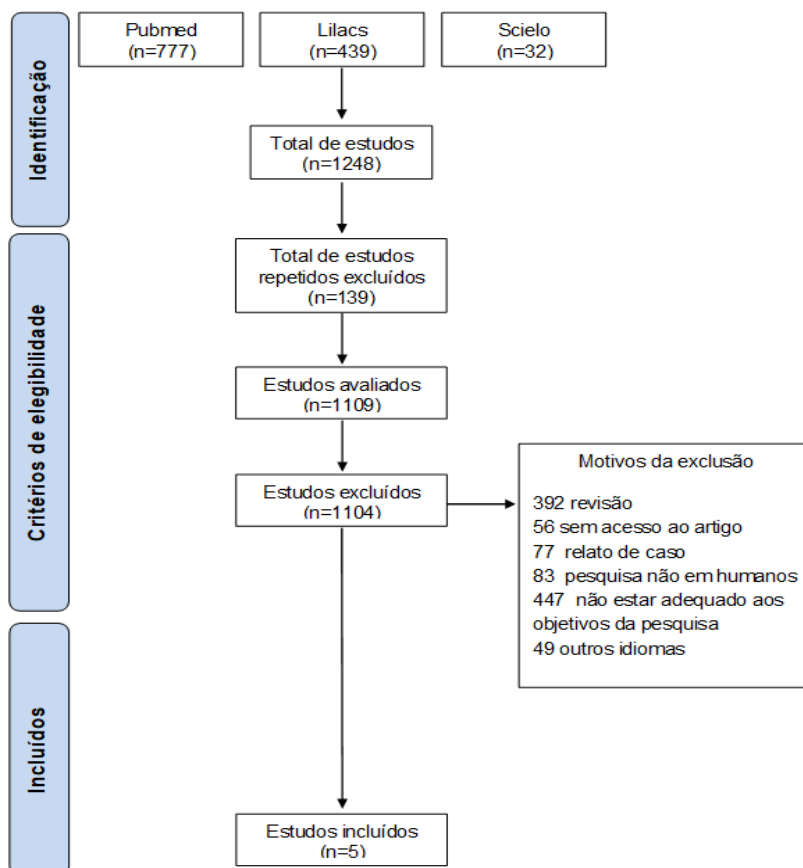 Identificação
Pubmed
(n=777)
Lilacs
(n=439)
Scielo
(n=32)
Total de estudos
(n=1248)
Critérios de elegibilidade
Total de estudos
repetidos excluídos
(n=139)
Estudos avaliados
(n=1109)
Estudos excluídos
(n=1104)
Motivos da exclusão
392 revisão
56 sem acesso ao artigo
77 relato de caso
83 pesquisa não em humanos
447 não estar adequado aos
objetivos da pesquisa
49 outros idiomas
Incluídos
Estudos incluídos
(n=5)